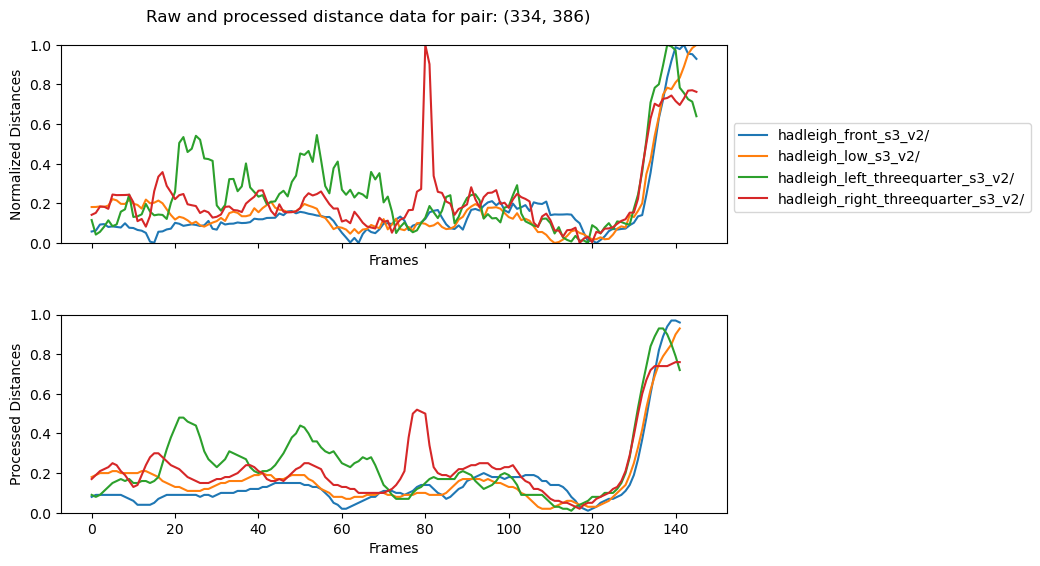 Raw and processed distance data for pair: (334, 386)
1.0
0.8
0.6
0.4
0.2
0.0
Normalized Distances
Frames
hadleigh_front_s3_v2/
hadleigh_low_s3_v2/
hadleigh_left_threequarter_s3_v2/
hadleigh_right_threequarter_s3_v2/
1.0
0.8
0.6
0.4
0.2
0.0
Processed Distances
0 20 40 60 80 100 120 140
Frames